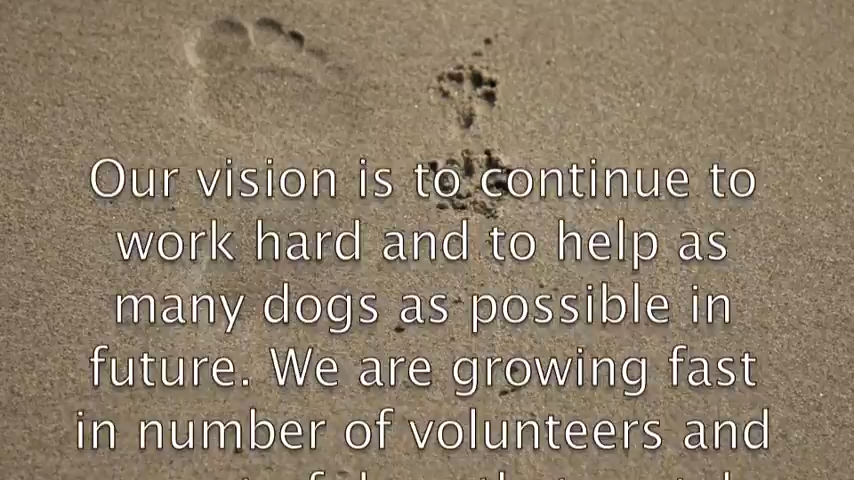 Our vision is to continue to
work hard and to help as
many dogs as possible in
future. We are growing fast
in number of volunteers and